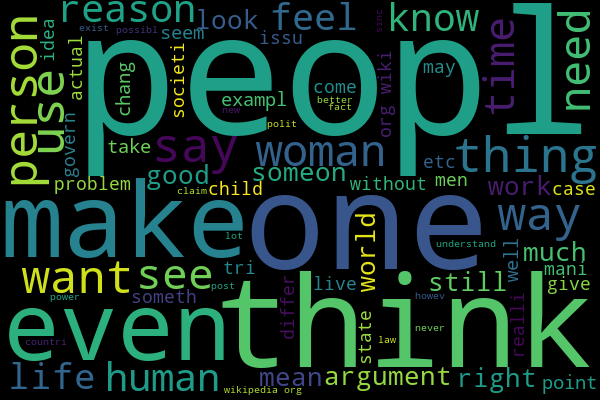 reason look feel know time need
exist possibl
seem issu
sinc
person use idea actual chang societi
peopl
come may
exampl better fact org wiki
new
polit
govern take say woman etc thing
good someon without men work case
problem claim child
make one way
lot understand
world well much
want see tri live still mani
someth differ give
power post howev
even think state law never realli
countri
life human mean argument right point
wikipedia org